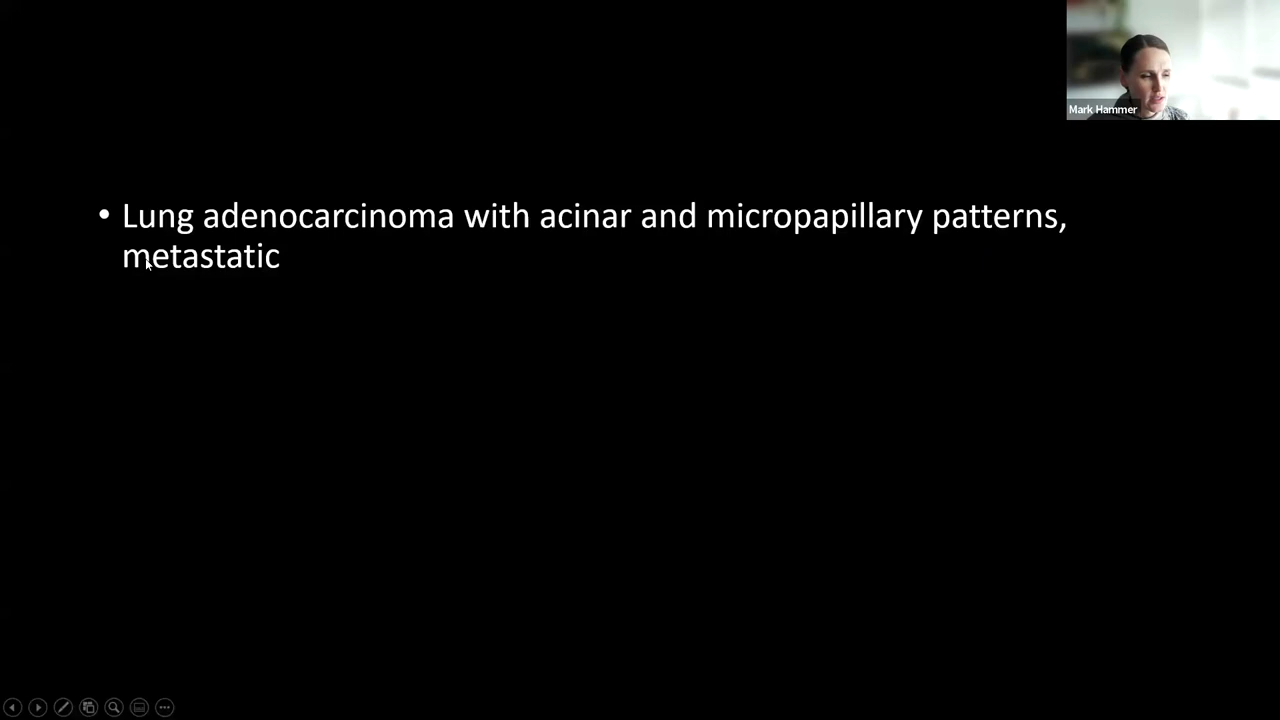 Mark Hammer
• Lung adenocarcinoma with acinar and micropapillary patterns,
metastatic